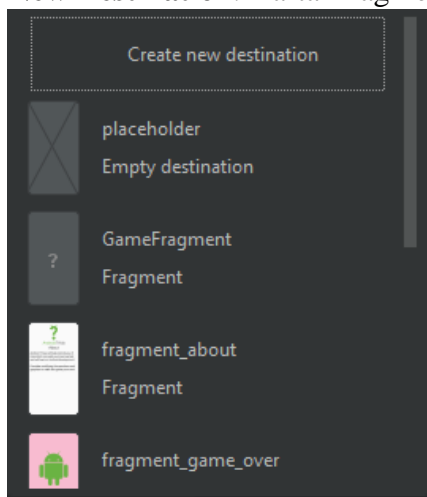 Create new destination
placeholder
Empty destination
?
GameFragment
Fragment
?
fragment_about
Fragment
fragment_game_over